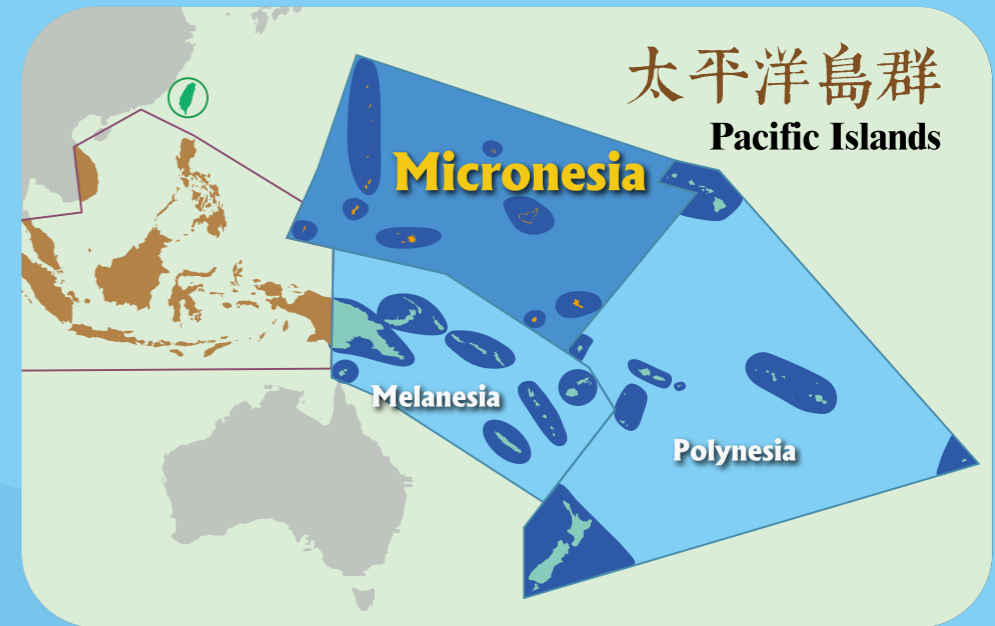 太平洋島群
Pacific Islands
Micronesia
Melanesia
Polynesia